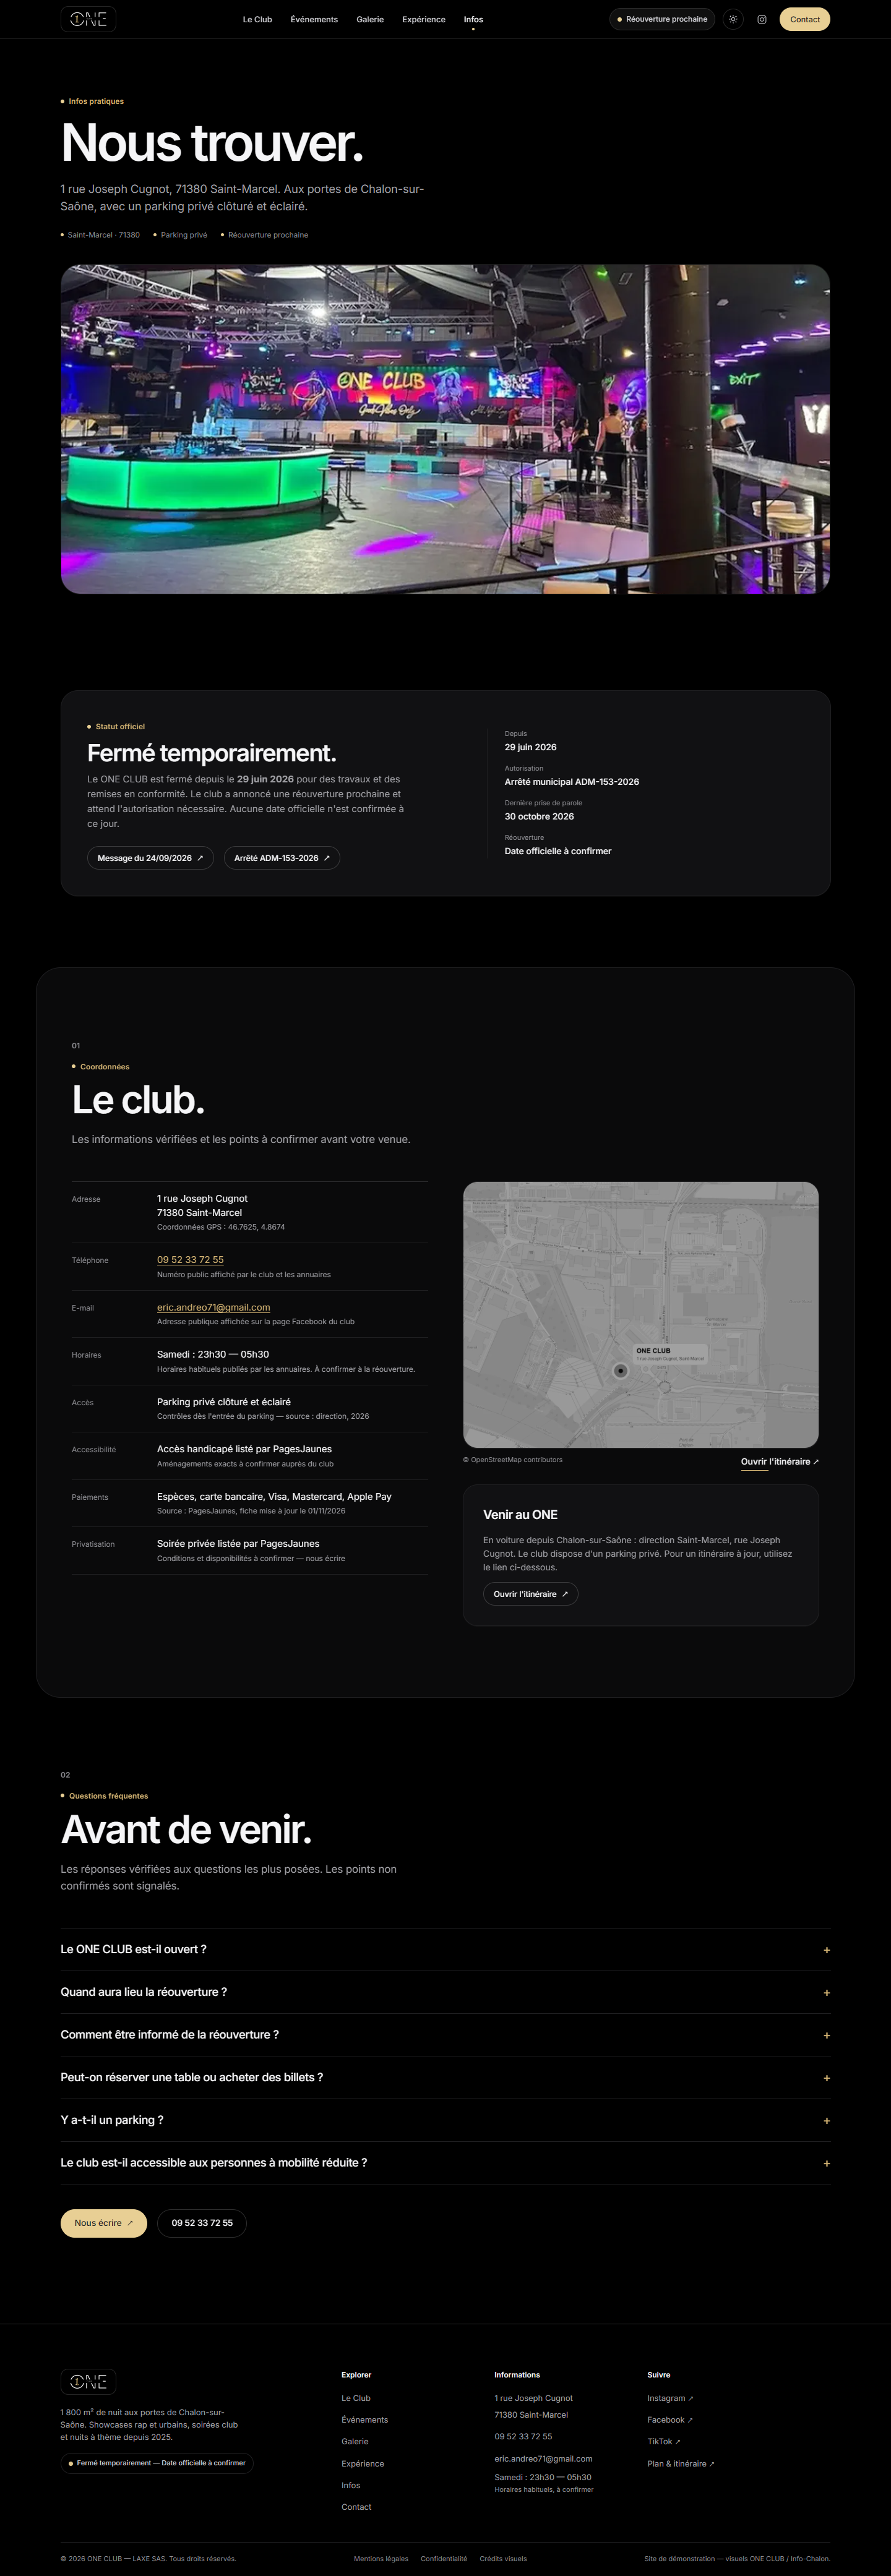 ONE
Le Club
Événements
Galerie
Expérience
Infos
Réouverture prochaine
Contact
Infos pratiques
Nous trouver.
1 rue Joseph Cugnot, 71380 Saint-Marcel. Aux portes de Chalon-sur-
Saône, avec un parking privé clôturé et éclairé.
Saint-Marcel · 71380
Parking privé
Réouverture prochaine
ONE
ONE CLUB
EXIT
Statut officiel
Fermé temporairement.
Le ONE CLUB est fermé depuis le 29 juin 2026 pour des travaux et des
remises en conformité. Le club a annoncé une réouverture prochaine et
attend l'autorisation nécessaire. Aucune date officielle n'est confirmée à
ce jour.
Message du 24/09/2026 ↗
Arrêté ADM-153-2026 ↗
Depuis
29 juin 2026
Autorisation
Arrêté municipal ADM-153-2026
Dernière prise de parole
30 octobre 2026
Réouverture
Date officielle à confirmer
01
Coordonnées
Le club.
Les informations vérifiées et les points à confirmer avant votre venue.
Adresse
1 rue Joseph Cugnot
71380 Saint-Marcel
Coordonnées GPS : 46.7625, 4.8674
Téléphone
09 52 33 72 55
Numéro public affiché par le club et les annuaires
E-mail
eric.andreo71@gmail.com
Adresse publique affichée sur la page Facebook du club
Horaires
Samedi : 23h30 — 05h30
Horaires habituels publiés par les annuaires. À confirmer à la réouverture.
Accès
Parking privé clôturé et éclairé
Contrôles dès l'entrée du parking — source : direction, 2026
Accessibilité
Accès handicapé listé par PagesJaunes
Aménagements exacts à confirmer auprès du club
Paiements
Espèces, carte bancaire, Visa, Mastercard, Apple Pay
Source : PagesJaunes, fiche mise à jour le 01/11/2026
Privatisation
Soirée privée listée par PagesJaunes
Conditions et disponibilités à confirmer — nous écrire
ONE CLUB
1 rue Joseph Cugnot, Saint-Marcel
© OpenStreetMap contributors
Ouvrir l'itinéraire ↗
Venir au ONE
En voiture depuis Chalon-sur-Saône : direction Saint-Marcel, rue Joseph
Cugnot. Le club dispose d'un parking privé. Pour un itinéraire à jour, utilisez
le lien ci-dessous.
Ouvrir l'itinéraire ↗
02
Questions fréquentes
Avant de venir.
Les réponses vérifiées aux questions les plus posées. Les points non
confirmés sont signalés.
Le ONE CLUB est-il ouvert ? +
Quand aura lieu la réouverture ? +
Comment être informé de la réouverture ? +
Peut-on réserver une table ou acheter des billets ? +
Y a-t-il un parking ? +
Le club est-il accessible aux personnes à mobilité réduite ? +
Nous écrire ↗
09 52 33 72 55
ONE
1 800 m² de nuit aux portes de Chalon-sur-
Saône. Showcases rap et urbains, soirées club
et nuits à thème depuis 2025.
Fermé temporairement — Date officielle à confirmer
Explorer
Le Club
Événements
Galerie
Expérience
Infos
Contact
Informations
1 rue Joseph Cugnot
71380 Saint-Marcel
09 52 33 72 55
eric.andreo71@gmail.com
Samedi : 23h30 — 05h30
Horaires habituels, à confirmer
Suivre
Instagram ↗
Facebook ↗
TikTok ↗
Plan & itinéraire ↗
© 2026 ONE CLUB — LAXE SAS. Tous droits réservés.
Mentions légales
Confidentialité
Crédits visuels
Site de démonstration — visuels ONE CLUB / Info-Chalon.